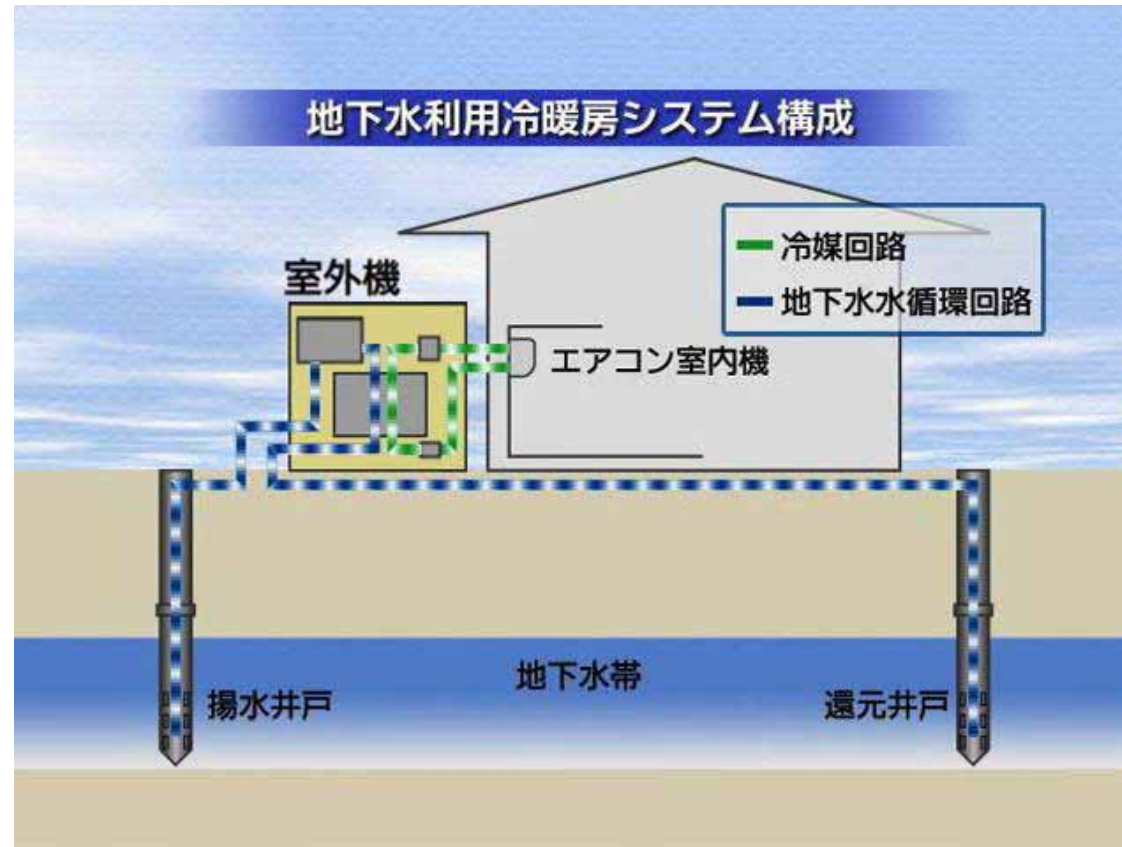 地下水利用冷暖房システム構成
冷媒回路
地下水水循環回路
室外機
エアコン室内機
地下水帯
揚水井戸
還元井戸